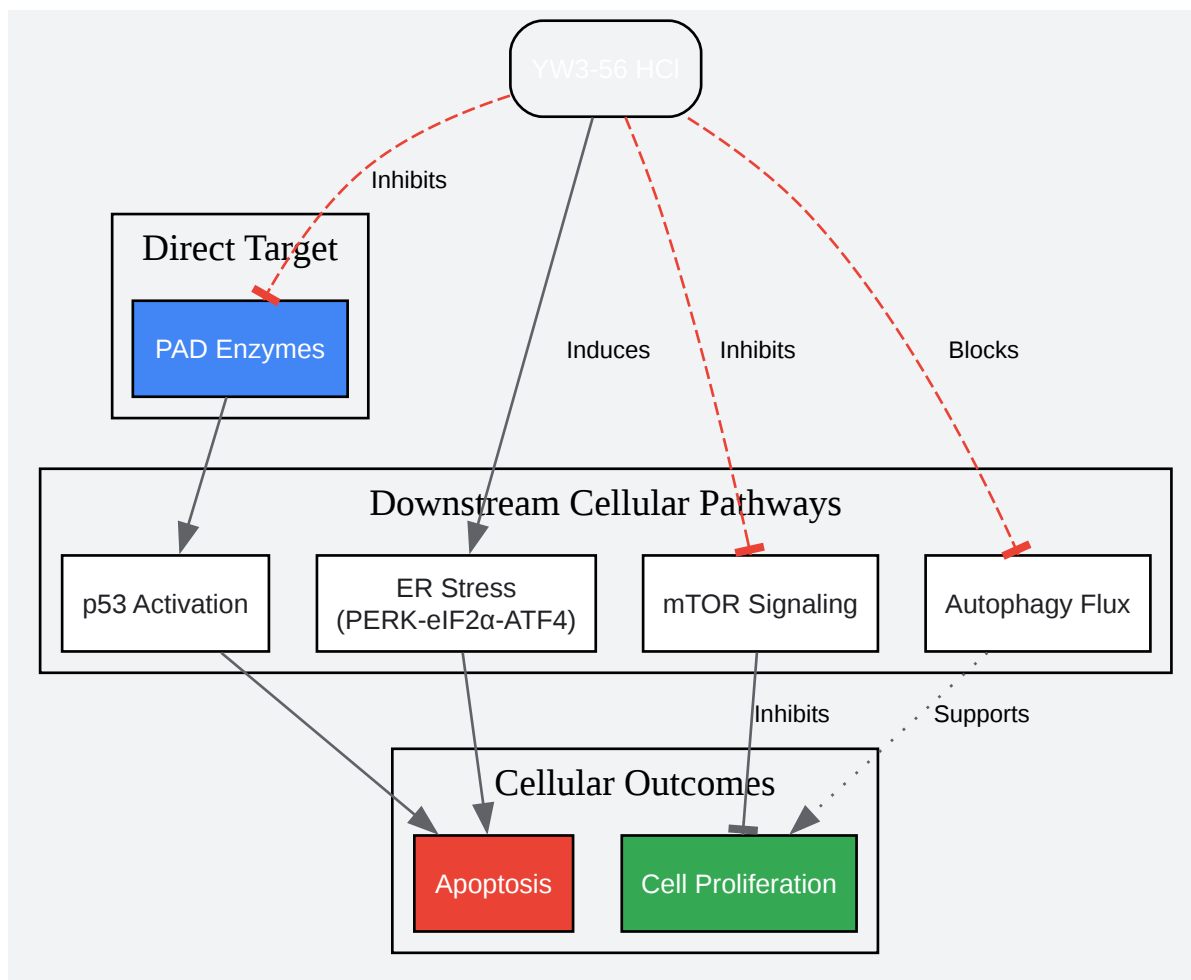 YW3-56 HCl
Inhibits
Direct Target
PAD Enzymes
Induces
Inhibits
Blocks
Downstream Cellular Pathways
p53 Activation
ER Stress
(PERK-eIF2α-ATF4)
mTOR Signaling
Autophagy Flux
Inhibits
Supports
Cellular Outcomes
Apoptosis
Cell Proliferation